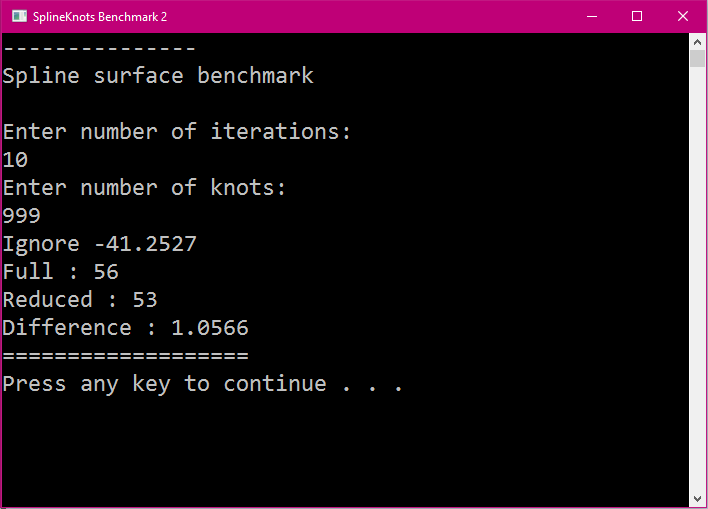 SplineKnots Benchmark 2
---------------
Spline surface benchmark
Enter number of iterations:
10
Enter number of knots:
999
Ignore -41.2527
Full : 56
Reduced : 53
Difference : 1.0566
===================
Press any key to continue . . .